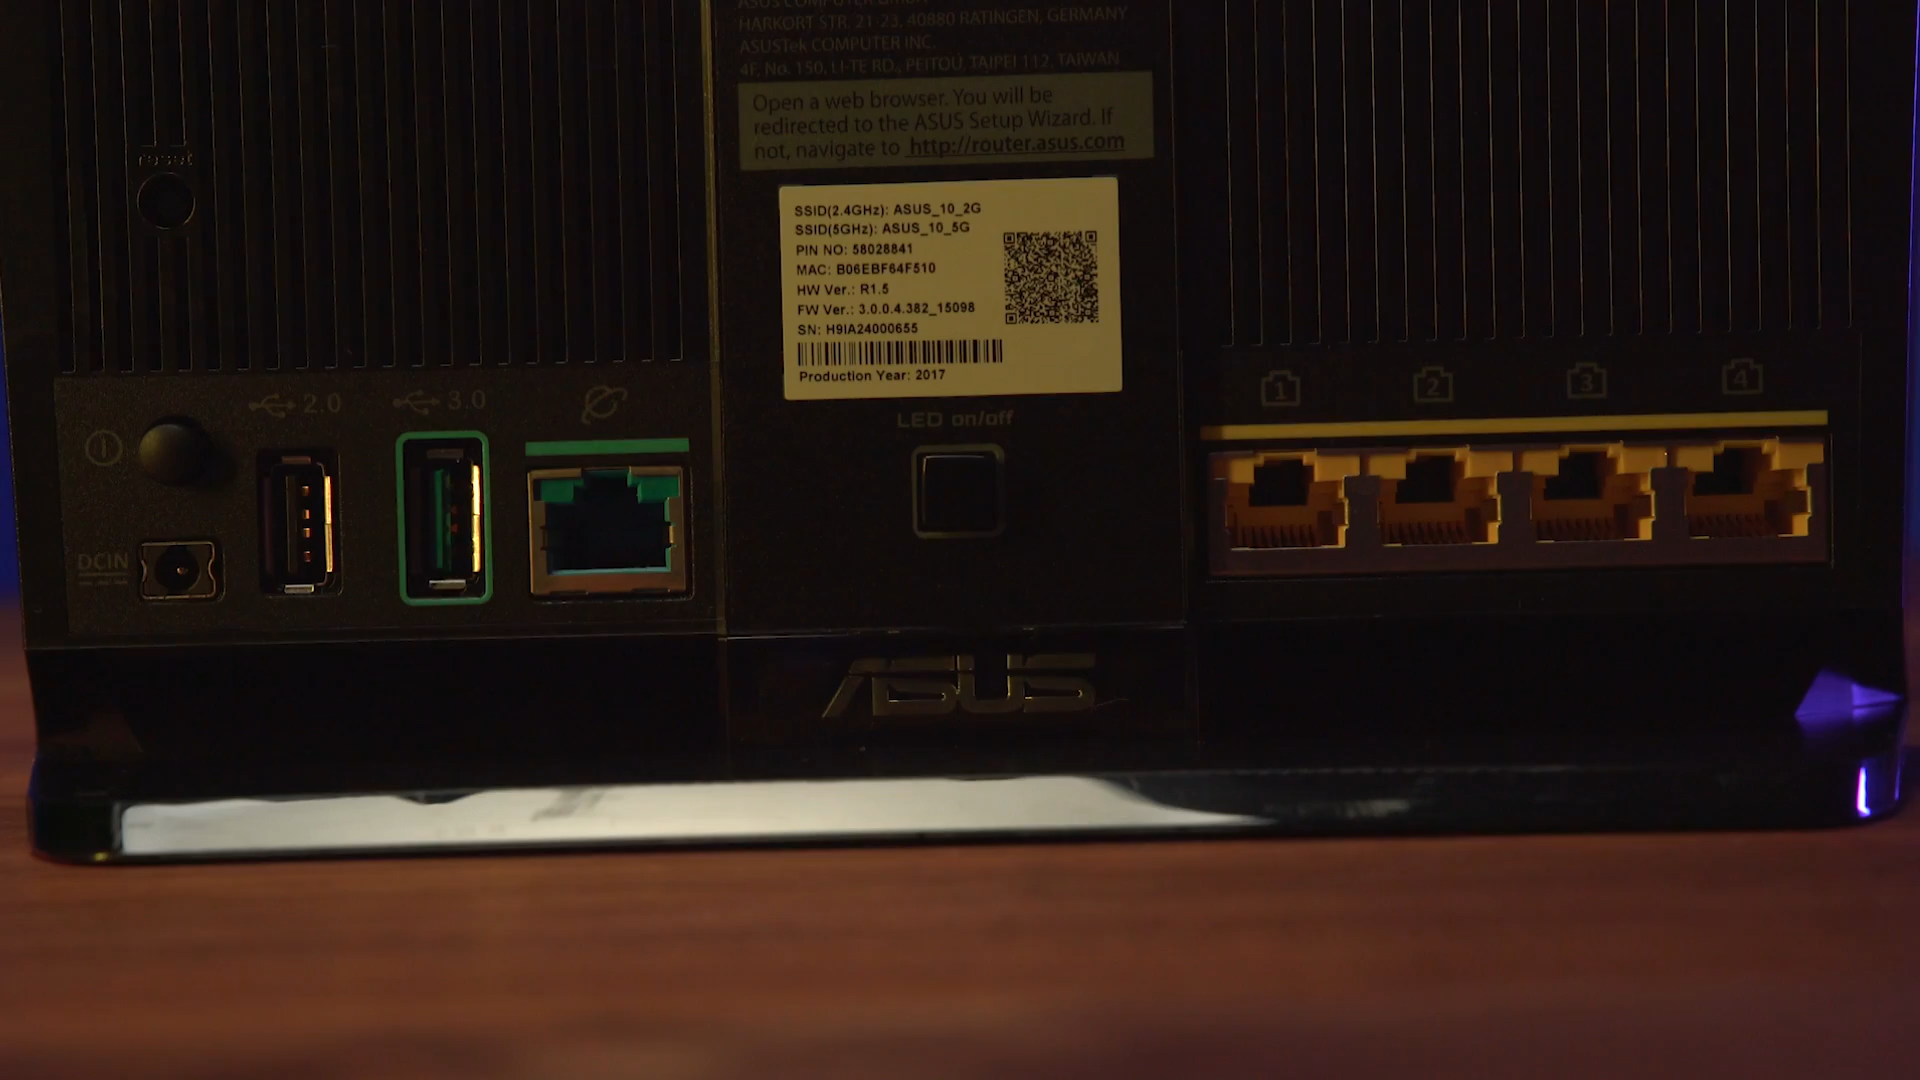 ASUS COMPUTER GmbH
HARKORT STR. 21-23, 40880 RATINGEN, GERMANY
ASUSTek COMPUTER INC.
4F, No. 150, LI-TE RD., PEITOU, TAIPEI 112, TAIWAN
Open a web browser. You will be
redirected to the ASUS Setup Wizard. If
not, navigate to http://router.asus.com
reset
SSID(2.4GHz): ASUS_10_2G
SSID(5GHz): ASUS_10_5G
PIN NO: 58028841
MAC: B06EBF64F510
HW Ver.: R1.5
FW Ver.: 3.0.0.4.382_15098
SN: H9IA24000655
Production Year: 2017
2.0
3.0
LED on/off
1
2
3
4
DCIN
ASUS